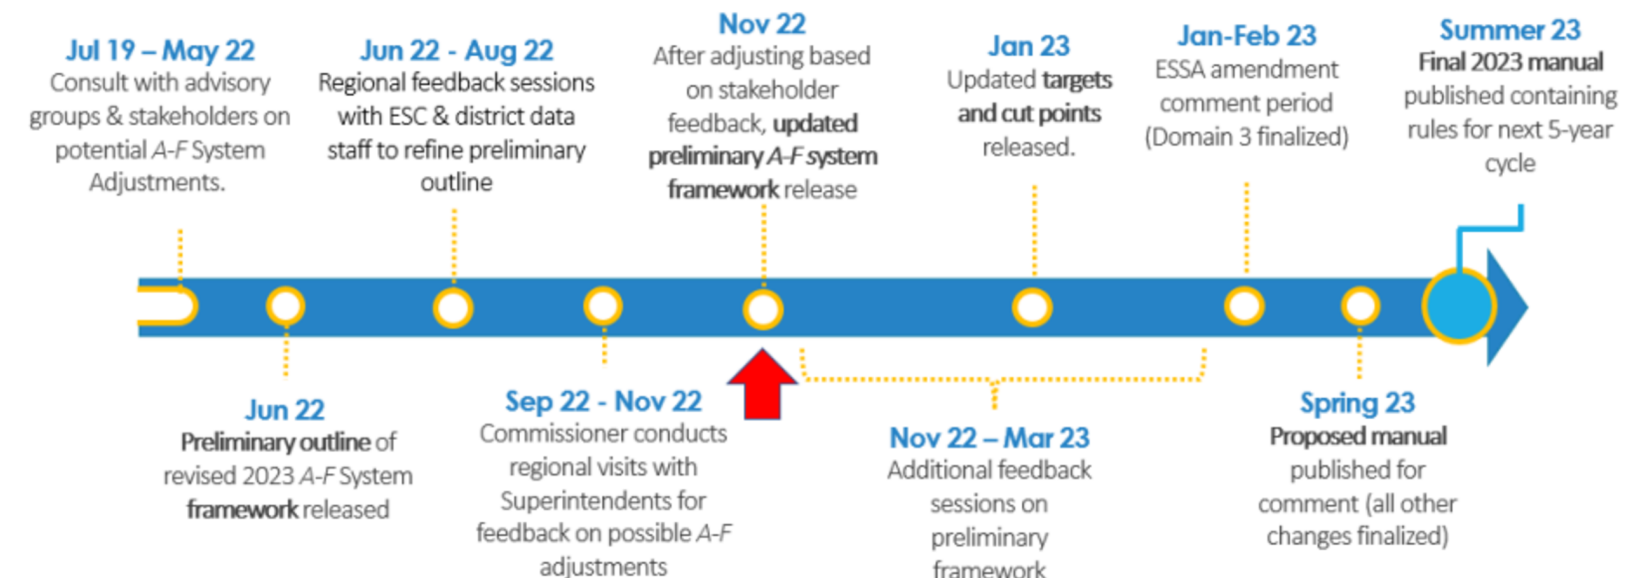 Jul 19 – May 22
Consult with advisory
groups & stakeholders on
potential A-F System
Adjustments.
Jun 22 - Aug 22
Regional feedback sessions
with ESC & district data
staff to refine preliminary
outline
Nov 22
After adjusting based
on stakeholder
feedback, updated
preliminary A-F system
framework release
Jan 23
Updated targets
and cut points
released.
Jan-Feb 23
ESSA amendment
comment period
(Domain 3 finalized)
Summer 23
Final 2023 manual
published containing
rules for next 5-year
cycle
Jun 22
Preliminary outline of
revised 2023 A-F System
framework released
Sep 22 - Nov 22
Commissioner conducts
regional visits with
Superintendents for
feedback on possible A-F
adjustments
Nov 22 – Mar 23
Additional feedback
sessions on
preliminary
framework
Spring 23
Proposed manual
published for
comment (all other
changes finalized)